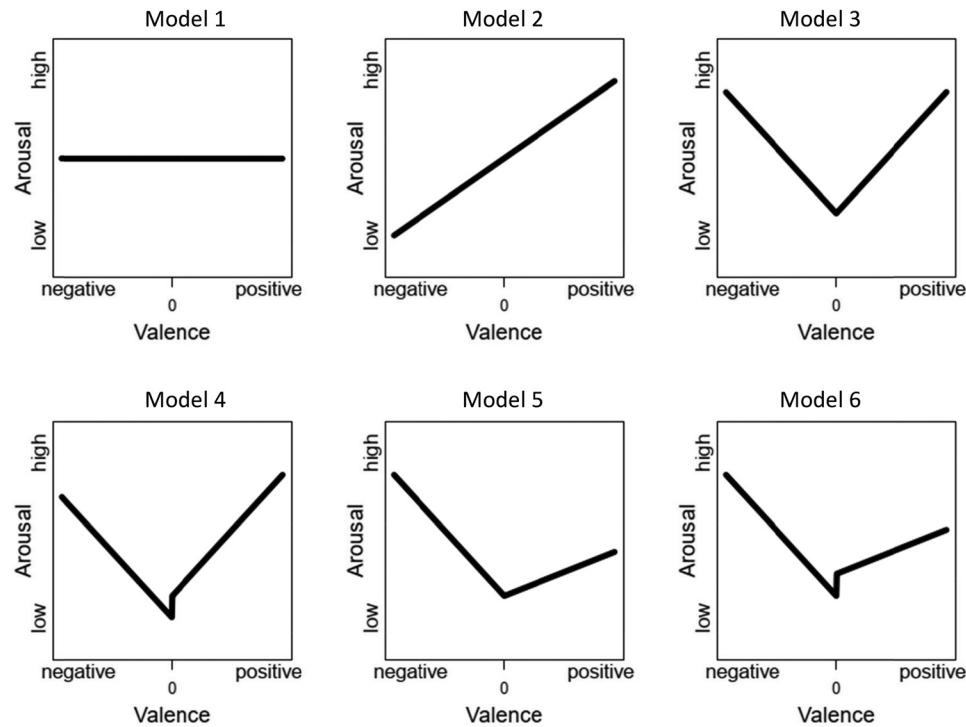 Model 1
high
Arousal
low
negative
positive
0
Valence
Model 2
high
Arousal
low
negative
positive
0
Valence
Model 3
high
Arousal
low
negative
positive
0
Valence
Model 4
high
Arousal
low
negative
positive
0
Valence
Model 5
high
Arousal
low
negative
positive
0
Valence
Model 6
high
Arousal
low
negative
positive
0
Valence